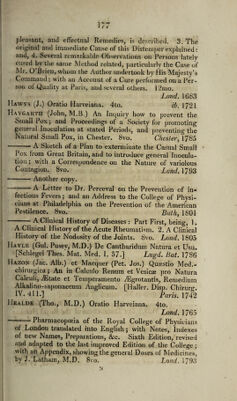 177
pleasant, and effectual Remedies, is described. 3. The
original and immediate Cause of this Distemper explained:
and, 4. Several remarkable Observations on Persons lately
cured by the same Method related, particularly the Case of
Mr. O'Brien, whom the Author undertook by His Majesty's
Command; with an Account of a Cure performed on a Per-
son of Quality at Paris, and several others. 12mo.
Lond. 1683
Hawys (J.) Oratio Harveiana. 4to. ib. 1721
Haygarth (John, M.B.) An Inquiry how to prevent the
Small Pox; and Proceedings of a Society for promoting
general Inoculation at stated Periods, and preventing the
Natural Small Pox, in Chester. 8vo. Chester, 1785
—— A Sketch of a Plan to exterminate the Casual Small
Pox from Great Britain, and to introduce general Inocula-
tion; with a Correspondence on the Nature of variolous
Contagion. 8vo. Lond. 1793
—— Another copy.
—— A Letter to Dr. Perceval on the Prevention of in-
fectious Fevers; and an Address to the College of Physi-
cians at Philadelphia on the Prevention of the American
Pestilence. 8vo. Bath, 1801
—— A Clinical History of Diseases: Part First, being, 1.
A Clinical History of the Acute Rheumatism. 2. A Clinical
History of the Nodosity of the Joints. 8vo. Lond. 1805
Hayle (Gul. Pusey, M.D.) De Cantharidum Natura et Usu.
[Schlegel Thes. Mat. Med. I. 37.] Lugd. Bat. 1786
Hazon (Jac. Alb.) et Macquer (Pet. Jos.) Quæstio Med.-
chirurgica; An in Calculo Renum et Vesicæ pro Natura
Calculi, Ætate et Temperamento Ægrotantis, Remedium
Alkalino-saponaceum Anglicum. [Haller. Disp. Chirurg.
IV. 411.] Paris. 1742
Healde (Tho., M.D.) Oratio Harveiana. 4to.
Lond. 1765
—— Pharmacopœia of the Royal College of Physicians
of London translated into English; with Notes, Indexes
of new Names, Preparations, &c. Sixth Edition, revised
and adapted to the last improved Edition of the College;
with an Appendix, showing the general Doses of Medicines,
by J. Latham, M.D. 8vo. Lond. 1793